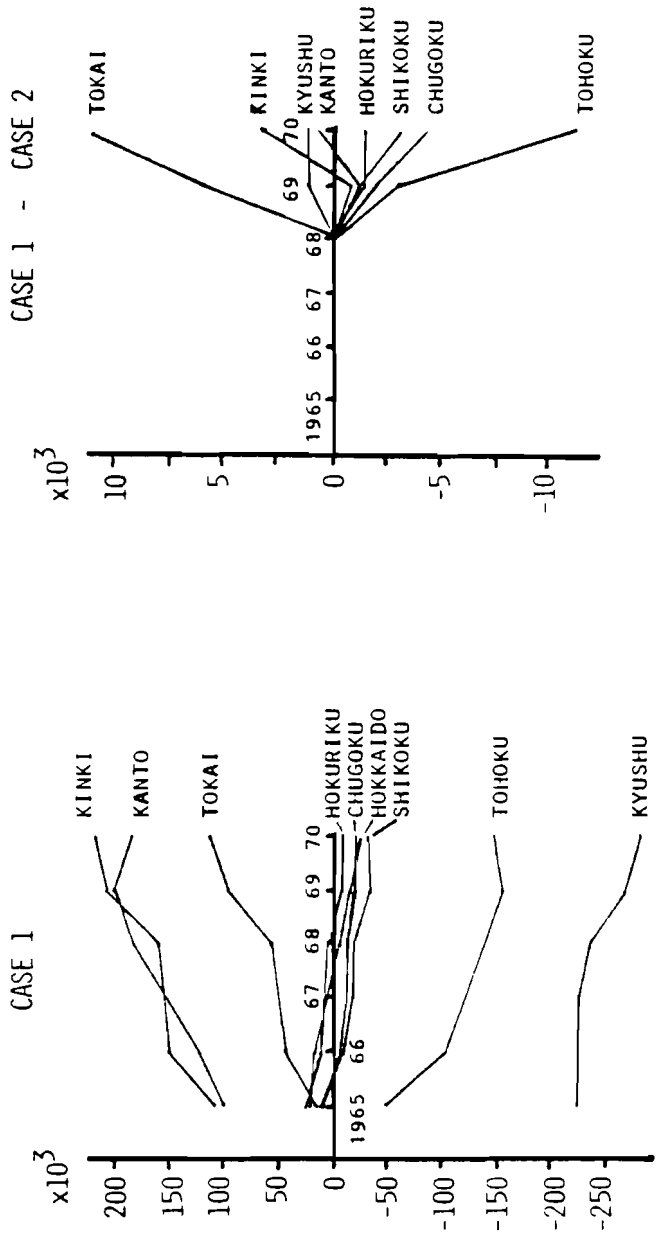 CASE 1
x10³
200
150
100
50
0
-50
-100
-150
-200
-250
1965
66
67
68
69
70
KINKI
KANTO
TOKAI
HOKURIKU
CHUGOKU
HOKKAIDO
SHIKOKU
TOHOKU
KYUSHU
CASE 1 - CASE 2
x10³
10
5
0
-5
-10
1965
66
67
68
69
70
TOKAI
KINKI
KYUSHU
KANTO
HOKURIKU
SHIKOKU
CHUGOKU
TOHOKU